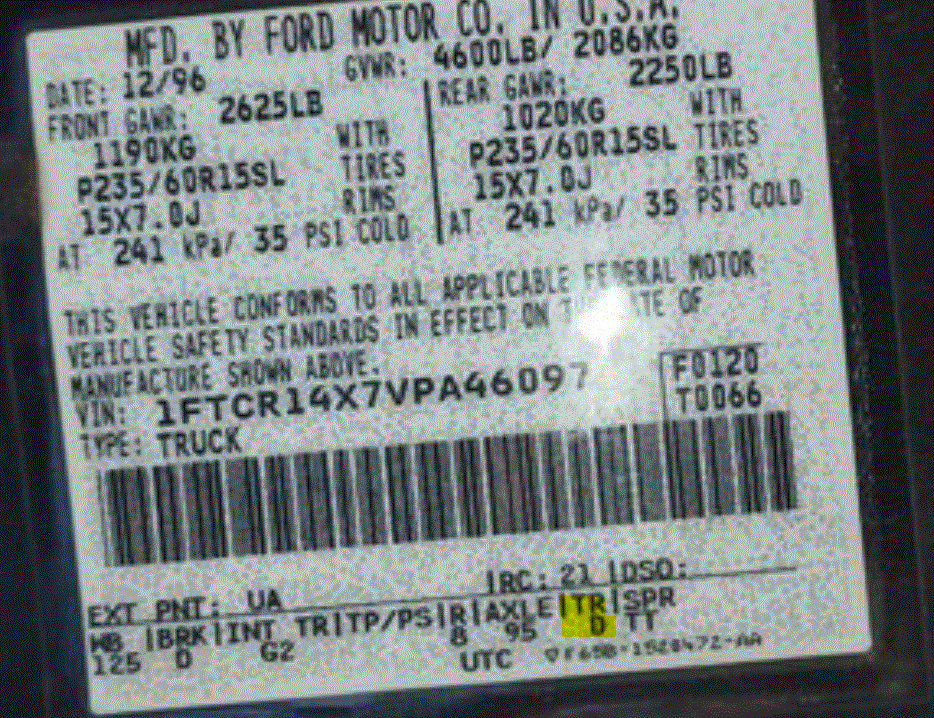 MFD. BY FORD MOTOR CO. IN U.S.A.
DATE: 12/96 GVWR: 4600LB/ 2086KG
FRONT GAWR: 2625LB REAR GAWR: 2250LB
1190KG WITH 1020KG WITH
P235/60R15SL TIRES P235/60R15SL TIRES
15X7.0J RIMS 15X7.0J RIMS
AT 241 kPa/ 35 PSI COLD AT 241 kPa/ 35 PSI COLD
THIS VEHICLE CONFORMS TO ALL APPLICABLE FEDERAL MOTOR
VEHICLE SAFETY STANDARDS IN EFFECT ON OF
MANUFACTURE SHOWN ABOVE.
VIN: 1FTCR14X7VPA46097 F0120
TYPE: TRUCK T0066
EXT PNT: UA RC: 21 DSO:
WB BRK INT TR TP/PS R AXLE TR SPR
125 D G2 8 95 D TT
UTC